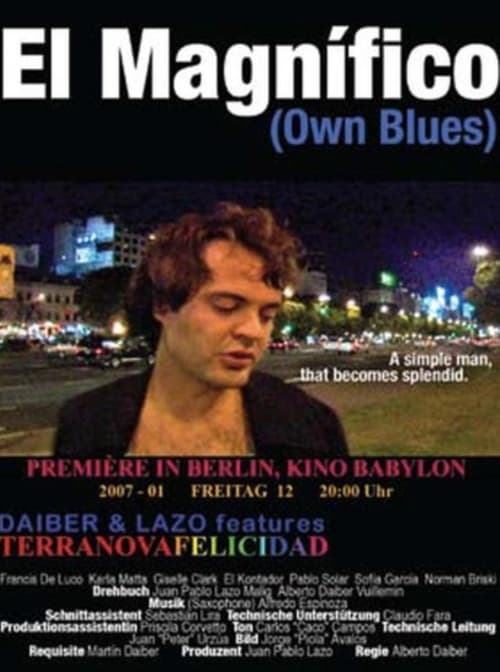 El Magnífico
(Own Blues)
A simple man,
that becomes splendid.
PREMIÈRE IN BERLIN, KINO BABYLON
2007 - 01 FREITAG 12 20:00 Uhr
DAIBER & LAZO features
TERRANOVAFELICIDAD
Francis De Luco Karla Matta Giselle Clark El Kontador Pablo Solar Sofia Garcia Norman Briski
Drehbuch Juan Pablo Lazo Malig Alberto Daiber Vuillemin
Musik (Saxophone) Alfredo Espinoza
Schnittassistent Sebastian Lira Technische Unterstützung Claudio Fara
Produktionsassistentin Priscila Corvetto Ton Carlos "Caco" Campos Technische Leitung
Juan "Peter" Urzúa Bild Jorge "Piola" Avalos
Requisite Martin Daiber Produzent Juan Pablo Lazo Regie Alberto Daiber